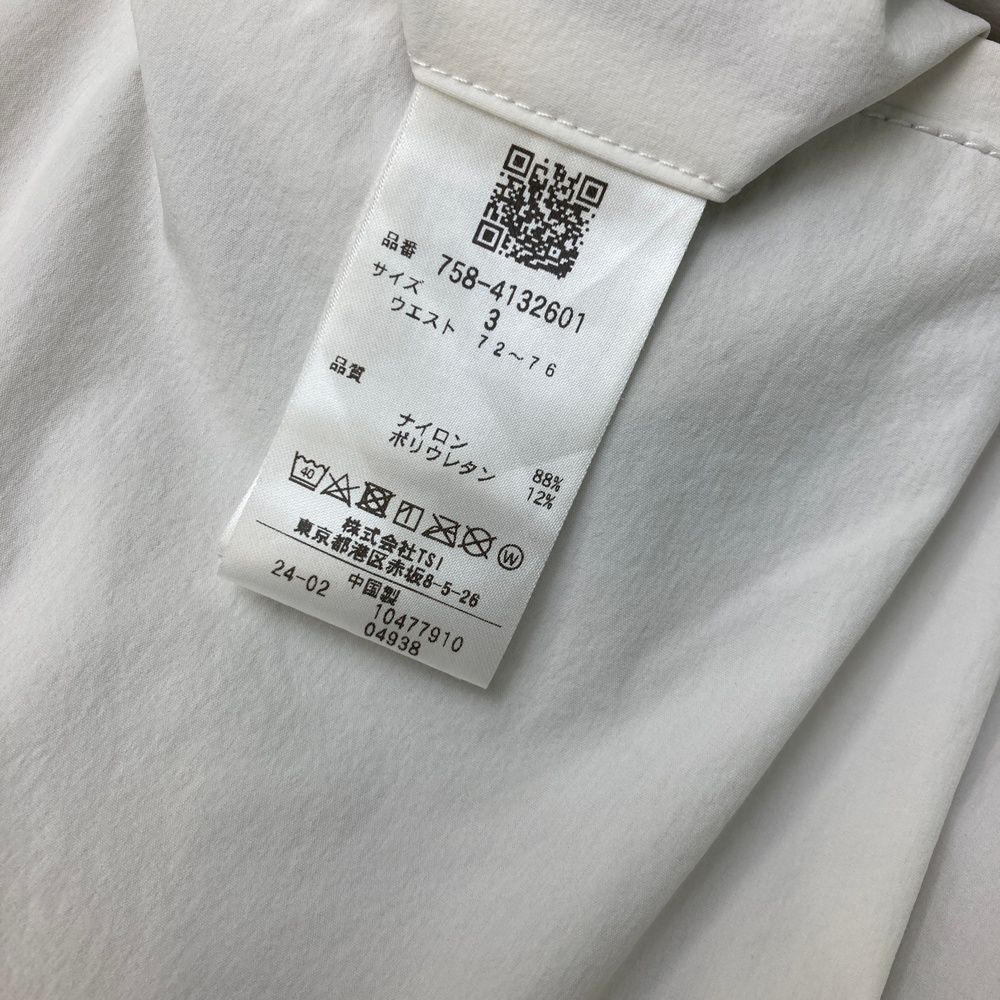 品番 758-4132601
サイズ 3
ウエスト 72~76
品質
ナイロン 88%
ポリウレタン 12%
40 W
株式会社TSI
東京都港区赤坂8-5-26
24-02 中国製
10477910
04938